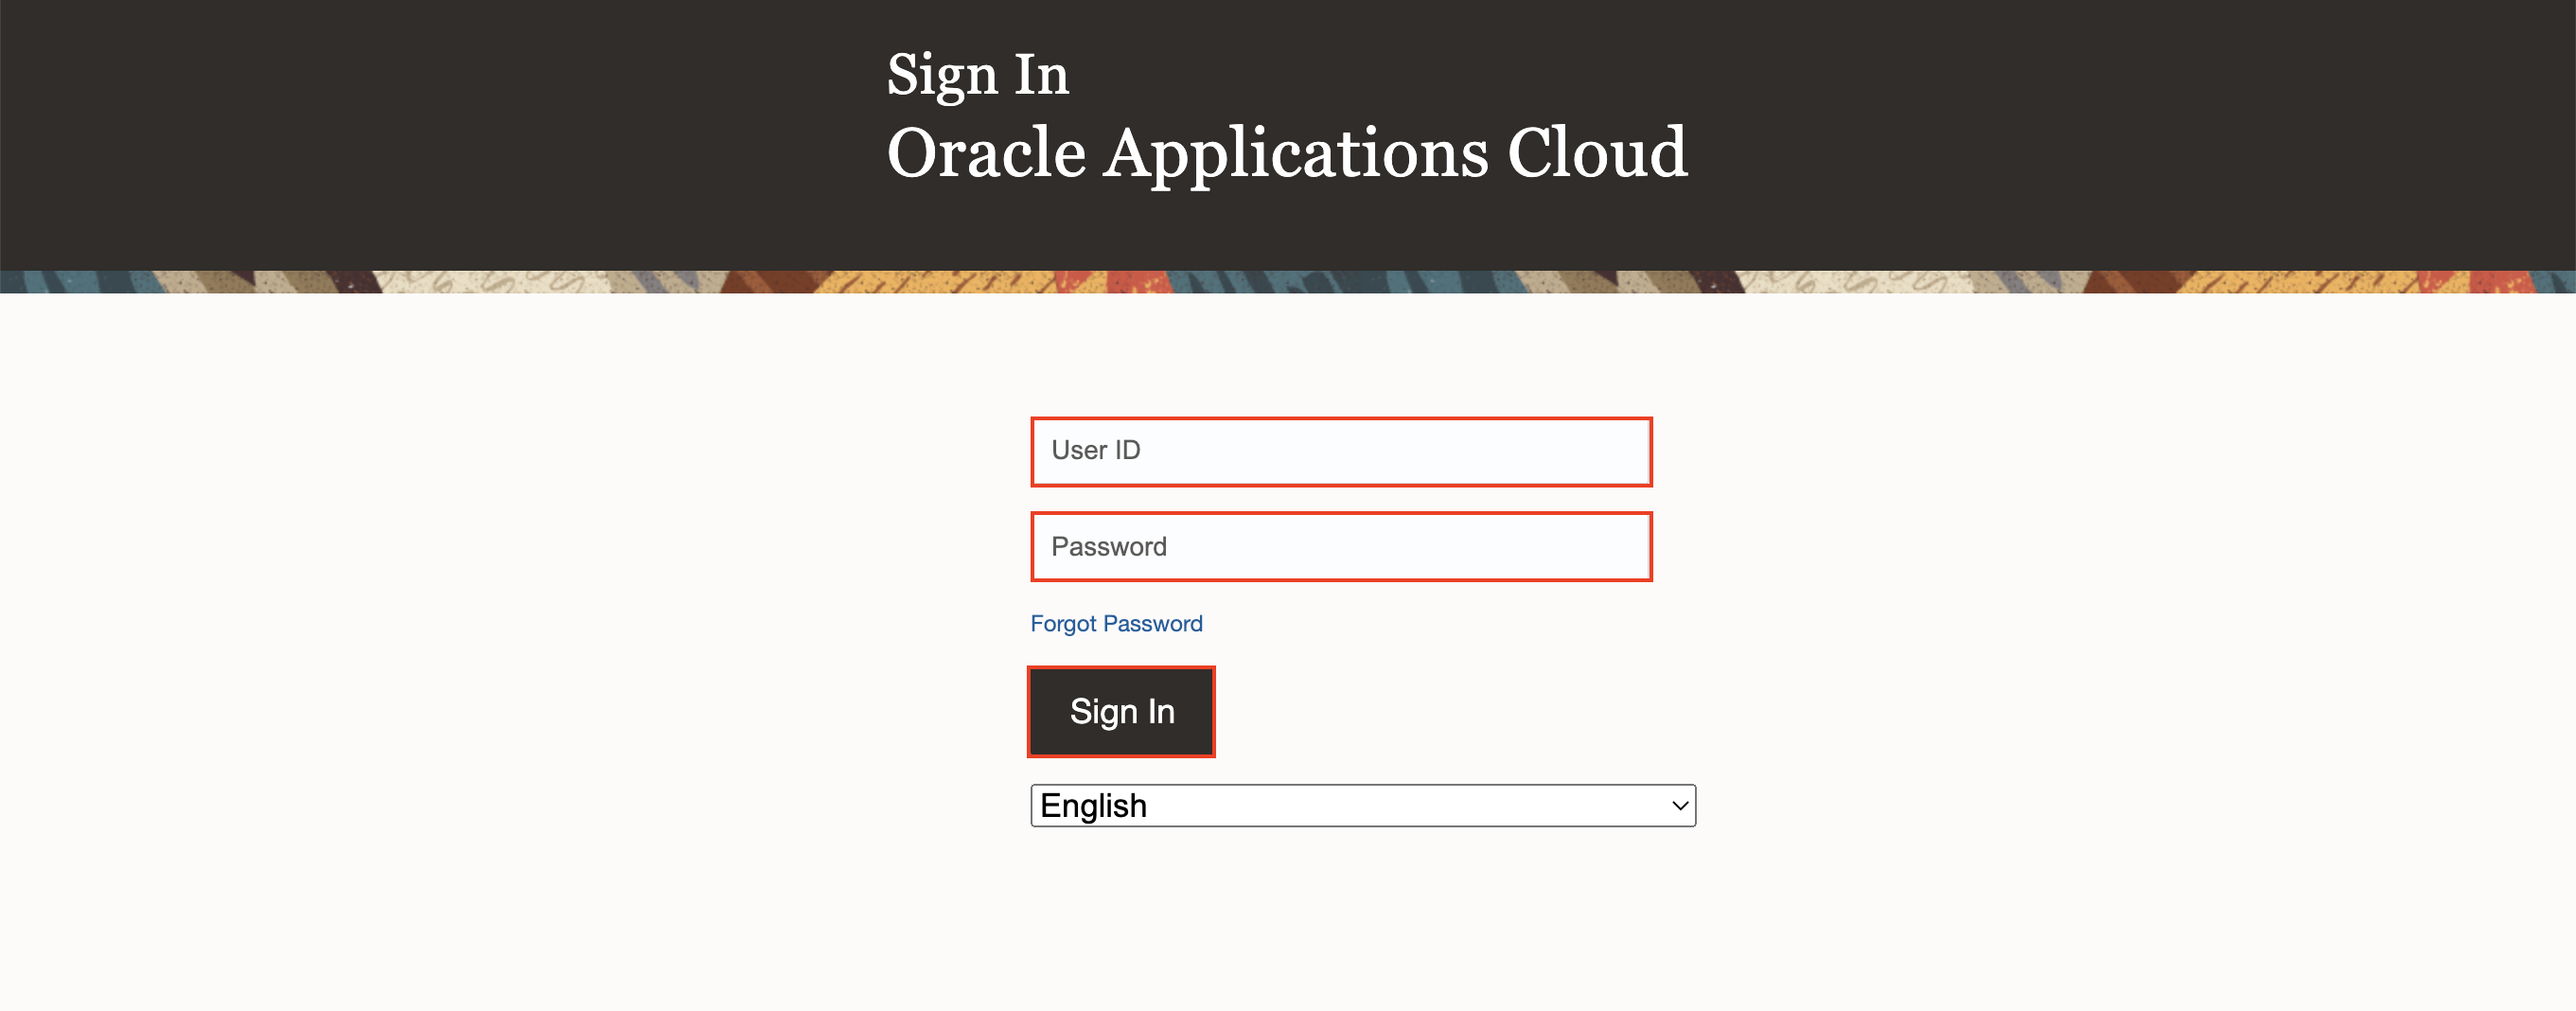 Sign In
Oracle Applications Cloud
User ID
Password
Forgot Password
Sign In
English